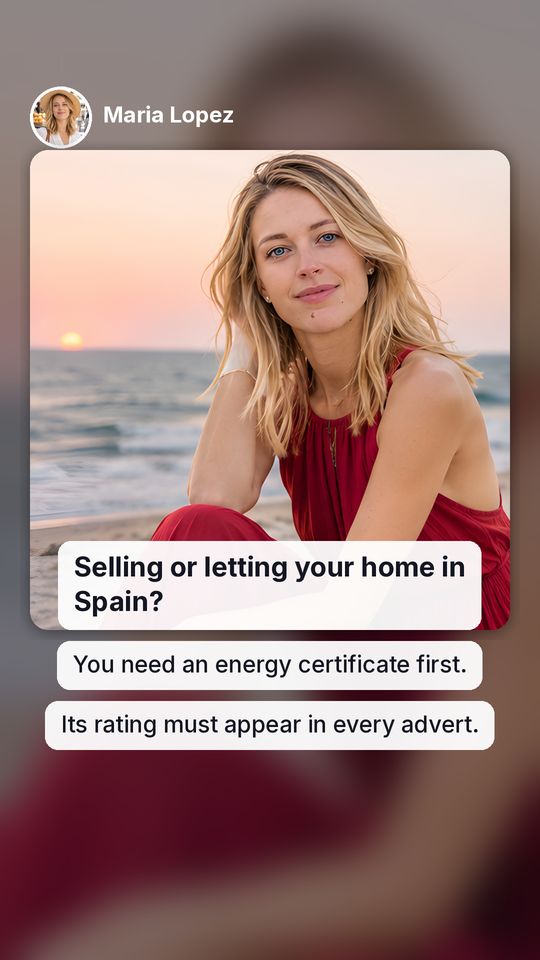 Maria Lopez
Selling or letting your home in
Spain?
You need an energy certificate first.
Its rating must appear in every advert.